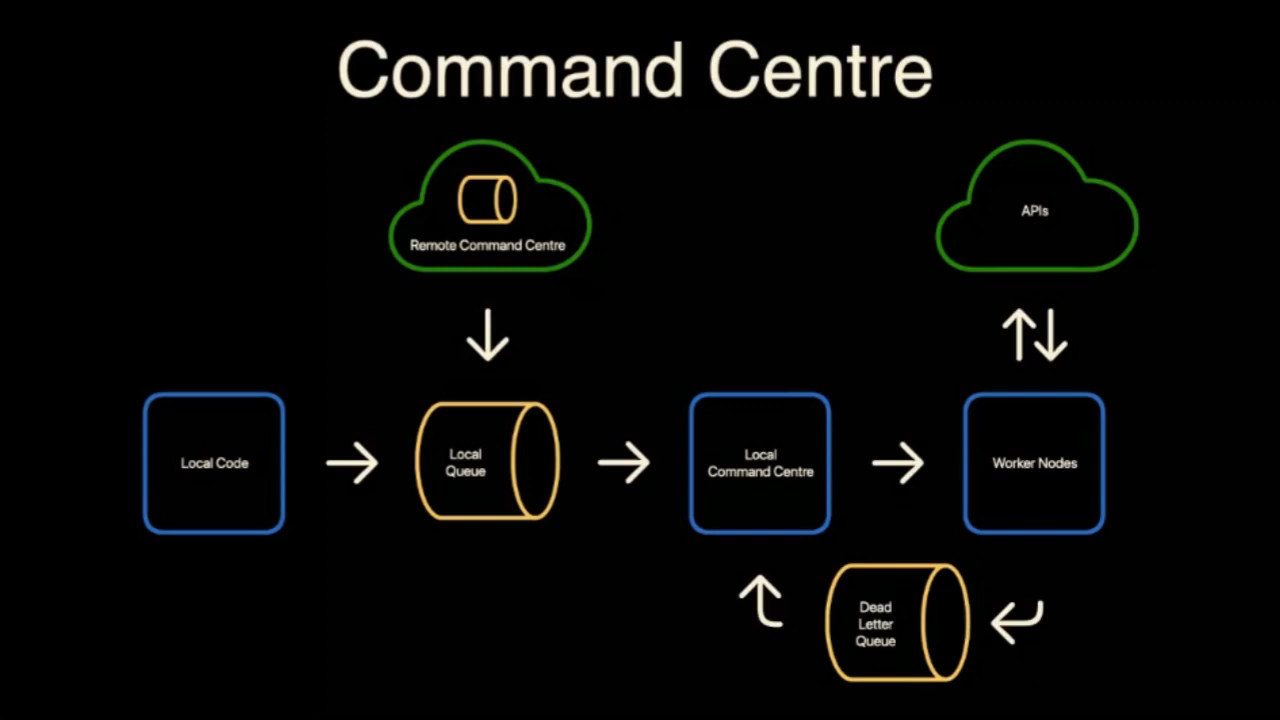 Command Centre
Remote Command Centre
APIs
Local Code
Local
Queue
Local
Command Centre
Worker Nodes
Dead
Letter
Queue